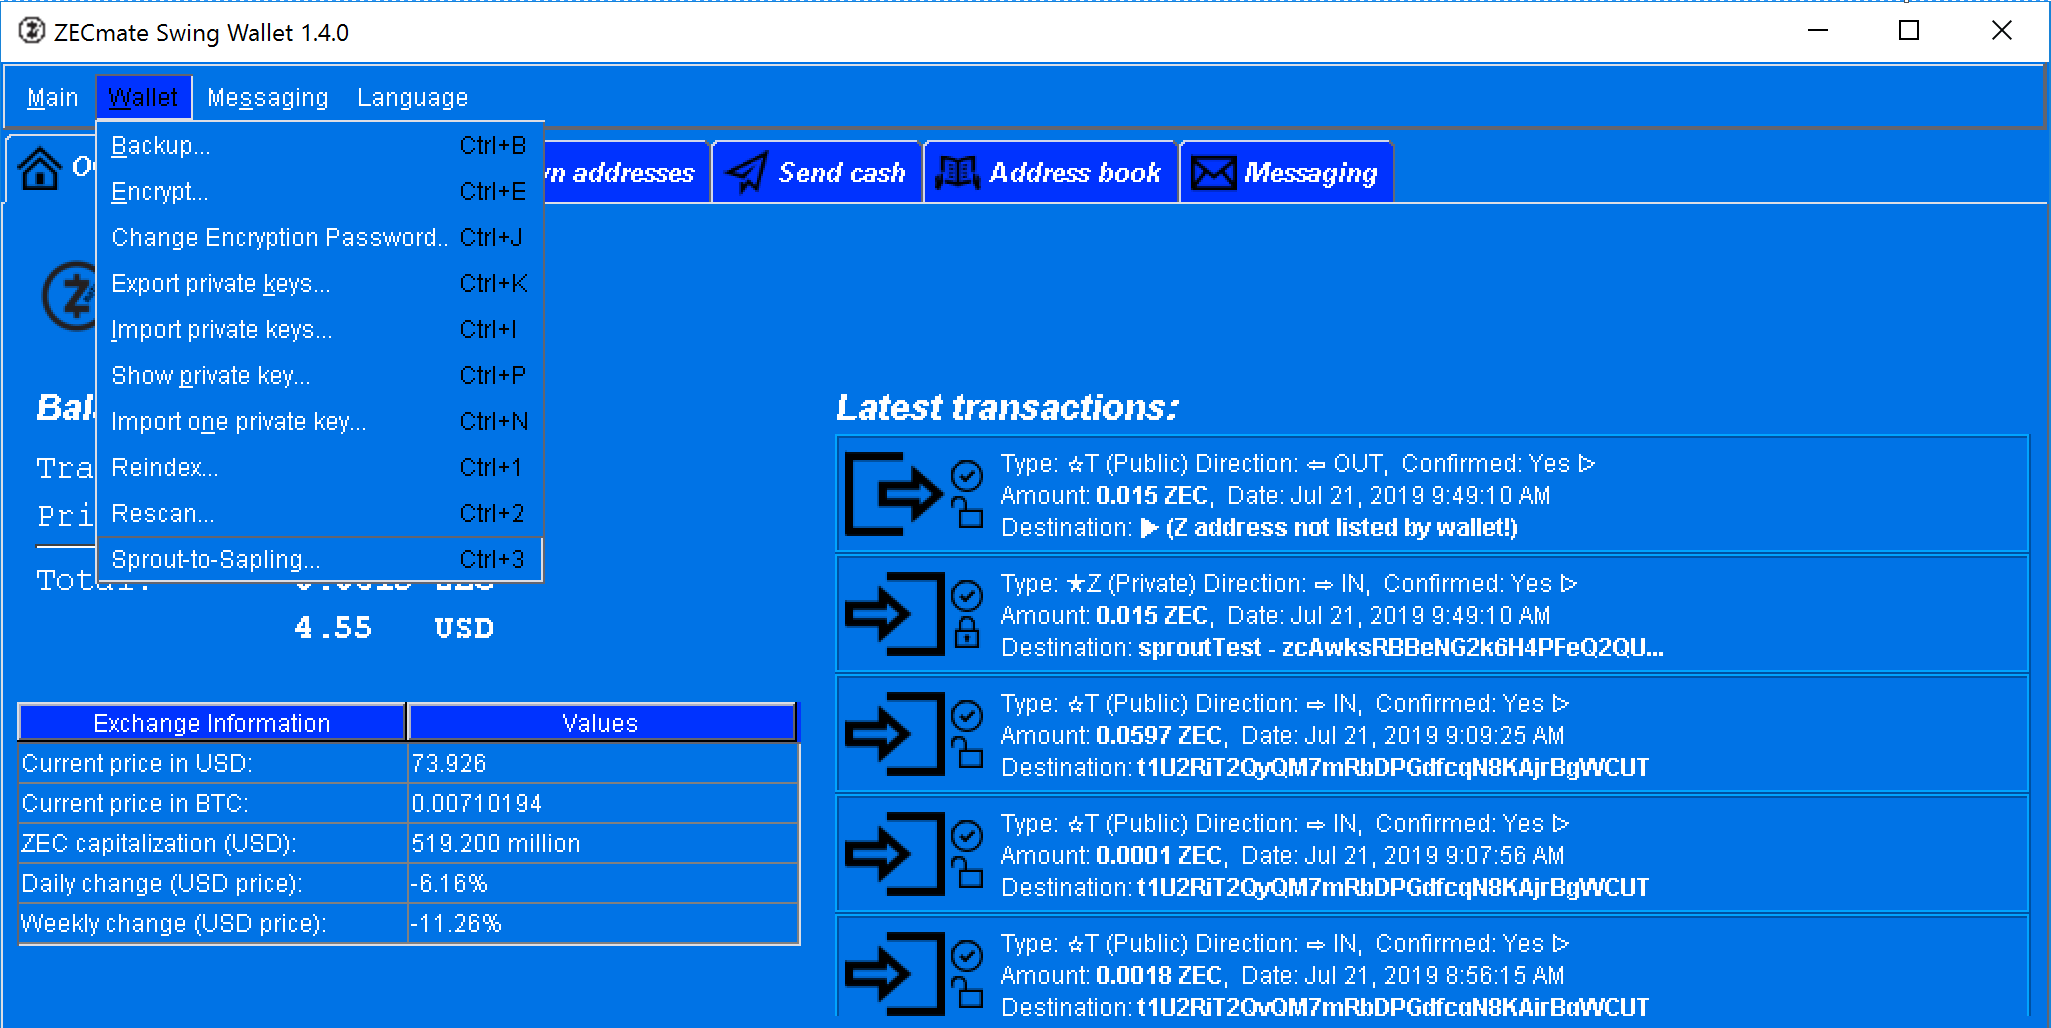 ZECmate Swing Wallet 1.4.0
Main Wallet Messaging Language
Backup... Ctrl+B
Encrypt... Ctrl+E
Change Encryption Password.. Ctrl+J
Export private keys... Ctrl+K
Import private keys... Ctrl+I
Show private key... Ctrl+P
Import one private key... Ctrl+N
Reindex... Ctrl+1
Rescan... Ctrl+2
Sprout-to-Sapling... Ctrl+3
addresses
Send cash
Address book
Messaging
Total:
4.55 USD
Exchange Information Values
Current price in USD: 73.926
Current price in BTC: 0.00710194
ZEC capitalization (USD): 519.200 million
Daily change (USD price): -6.16%
Weekly change (USD price): -11.26%
Latest transactions:
Type: ☆T (Public) Direction: ⇦ OUT, Confirmed: Yes ▷
Amount: 0.015 ZEC, Date: Jul 21, 2019 9:49:10 AM
Destination: ▶ (Z address not listed by wallet!)
Type: ★Z (Private) Direction: ⇨ IN, Confirmed: Yes ▷
Amount: 0.015 ZEC, Date: Jul 21, 2019 9:49:10 AM
Destination: sproutTest - zcAwksRBBeNG2k6H4PFeQ2QU...
Type: ☆T (Public) Direction: ⇨ IN, Confirmed: Yes ▷
Amount: 0.0597 ZEC, Date: Jul 21, 2019 9:09:25 AM
Destination: t1U2RiT2QyQM7mRbDPGdfcqN8KAjrBgWCUT
Type: ☆T (Public) Direction: ⇨ IN, Confirmed: Yes ▷
Amount: 0.0001 ZEC, Date: Jul 21, 2019 9:07:56 AM
Destination: t1U2RiT2QyQM7mRbDPGdfcqN8KAjrBgWCUT
Type: ☆T (Public) Direction: ⇨ IN, Confirmed: Yes ▷
Amount: 0.0018 ZEC, Date: Jul 21, 2019 8:56:15 AM
Destination: t1U2RiT2QyQM7mRbDPGdfcqN8KAjrBgWCUT